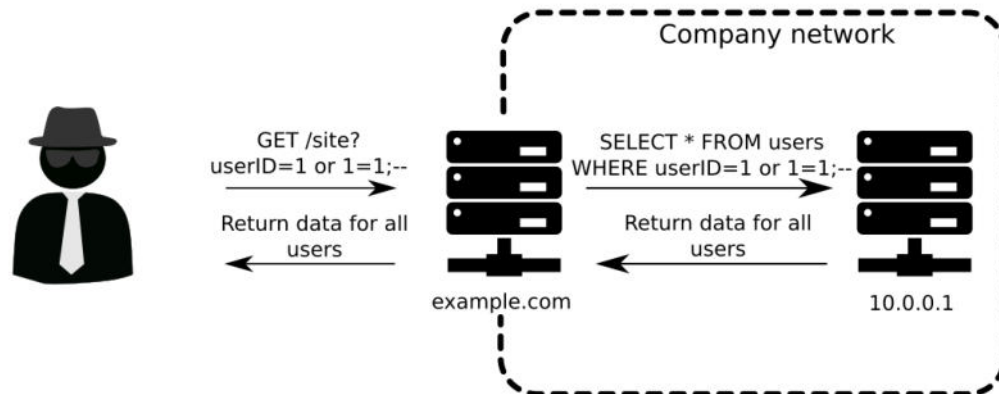 Company network
GET /site?
userID=1 or 1=1;--
SELECT * FROM users
WHERE userID=1 or 1=1;--
Return data for all
users
Return data for all
users
example.com
10.0.0.1